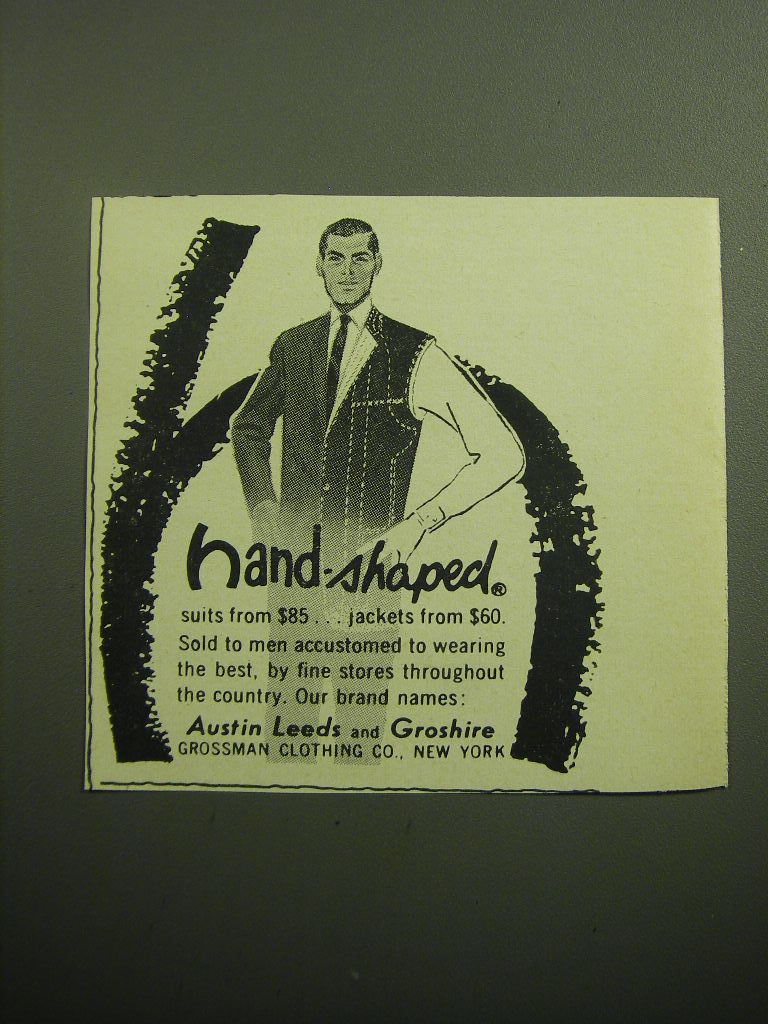 hand-shaped®
suits from $85 . . . jackets from $60.
Sold to men accustomed to wearing
the best, by fine stores throughout
the country. Our brand names:
Austin Leeds and Groshire
GROSSMAN CLOTHING CO., NEW YORK